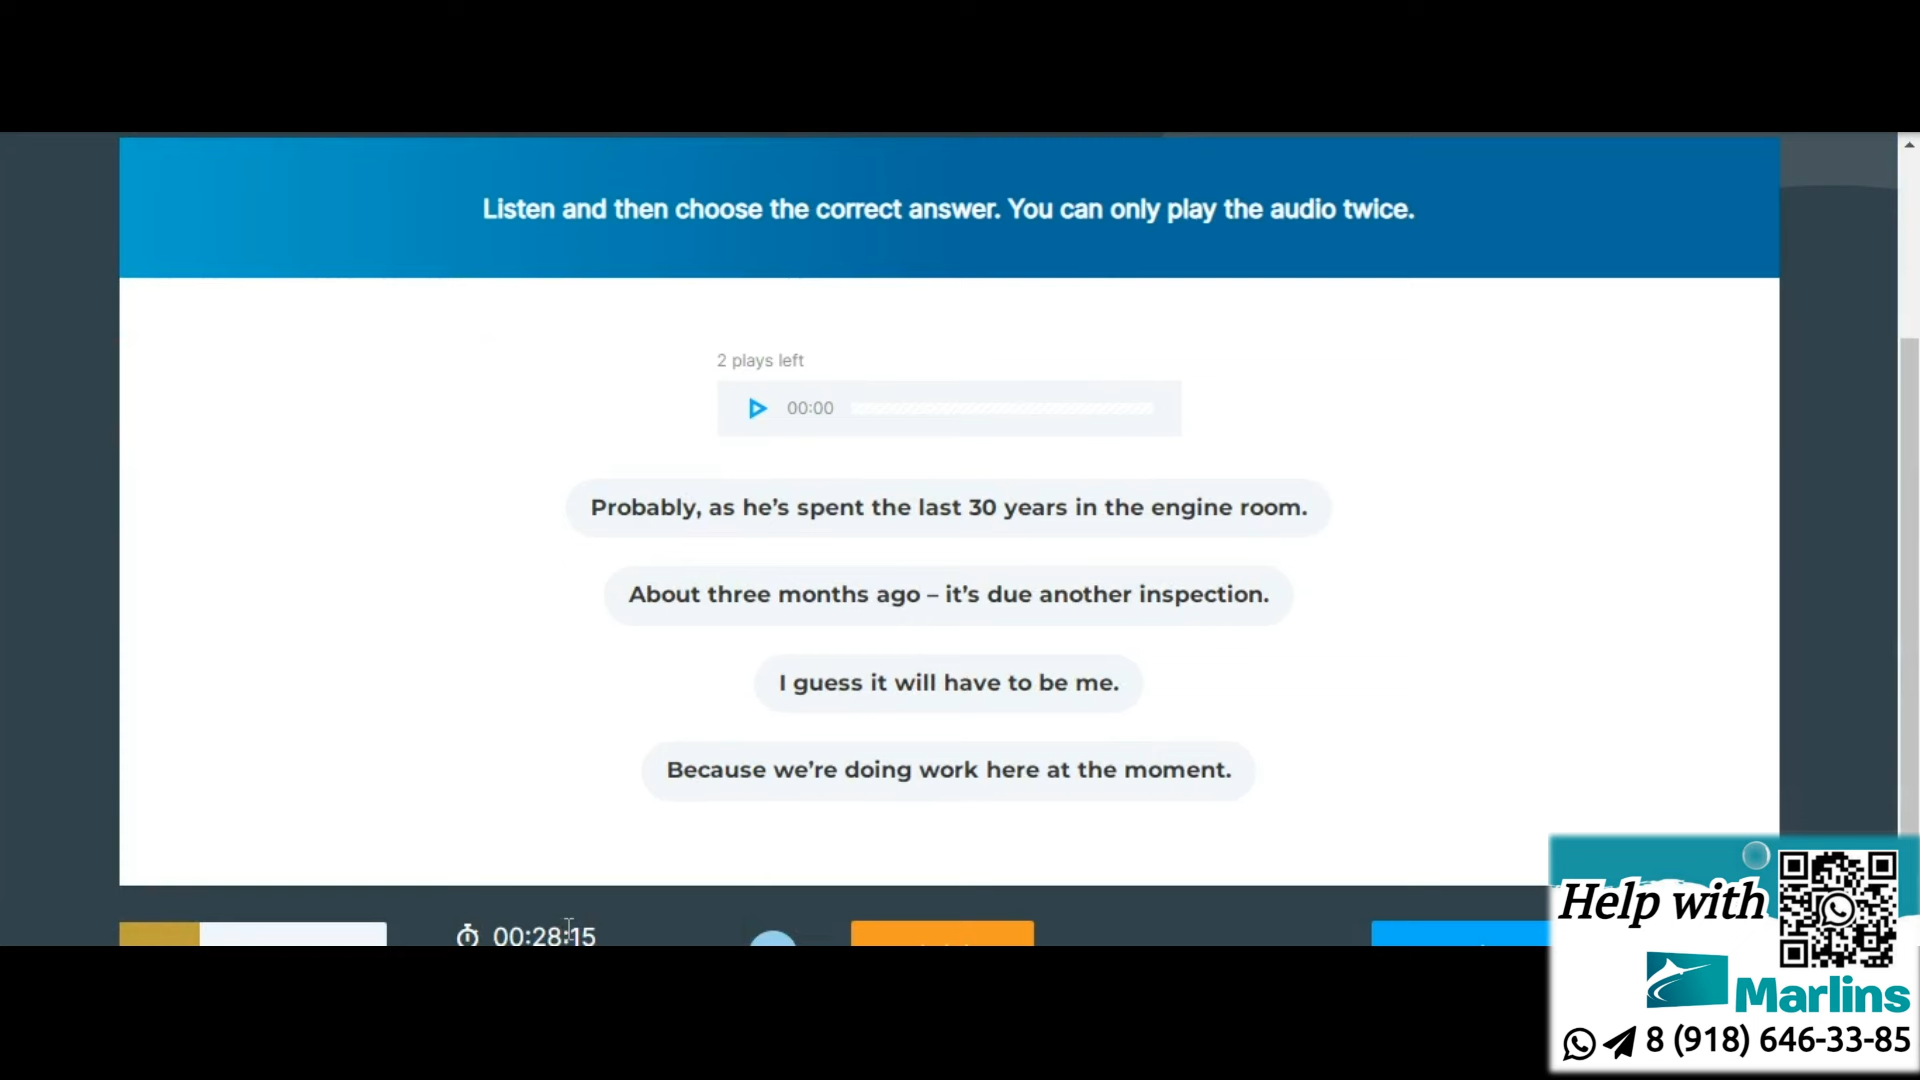 Listen and then choose the correct answer. You can only play the audio twice.
2 plays left
00:00
Probably, as he’s spent the last 30 years in the engine room.
About three months ago – it’s due another inspection.
I guess it will have to be me.
Because we’re doing work here at the moment.
00:28:15
Help with
Marlins
8 (918) 646-33-85